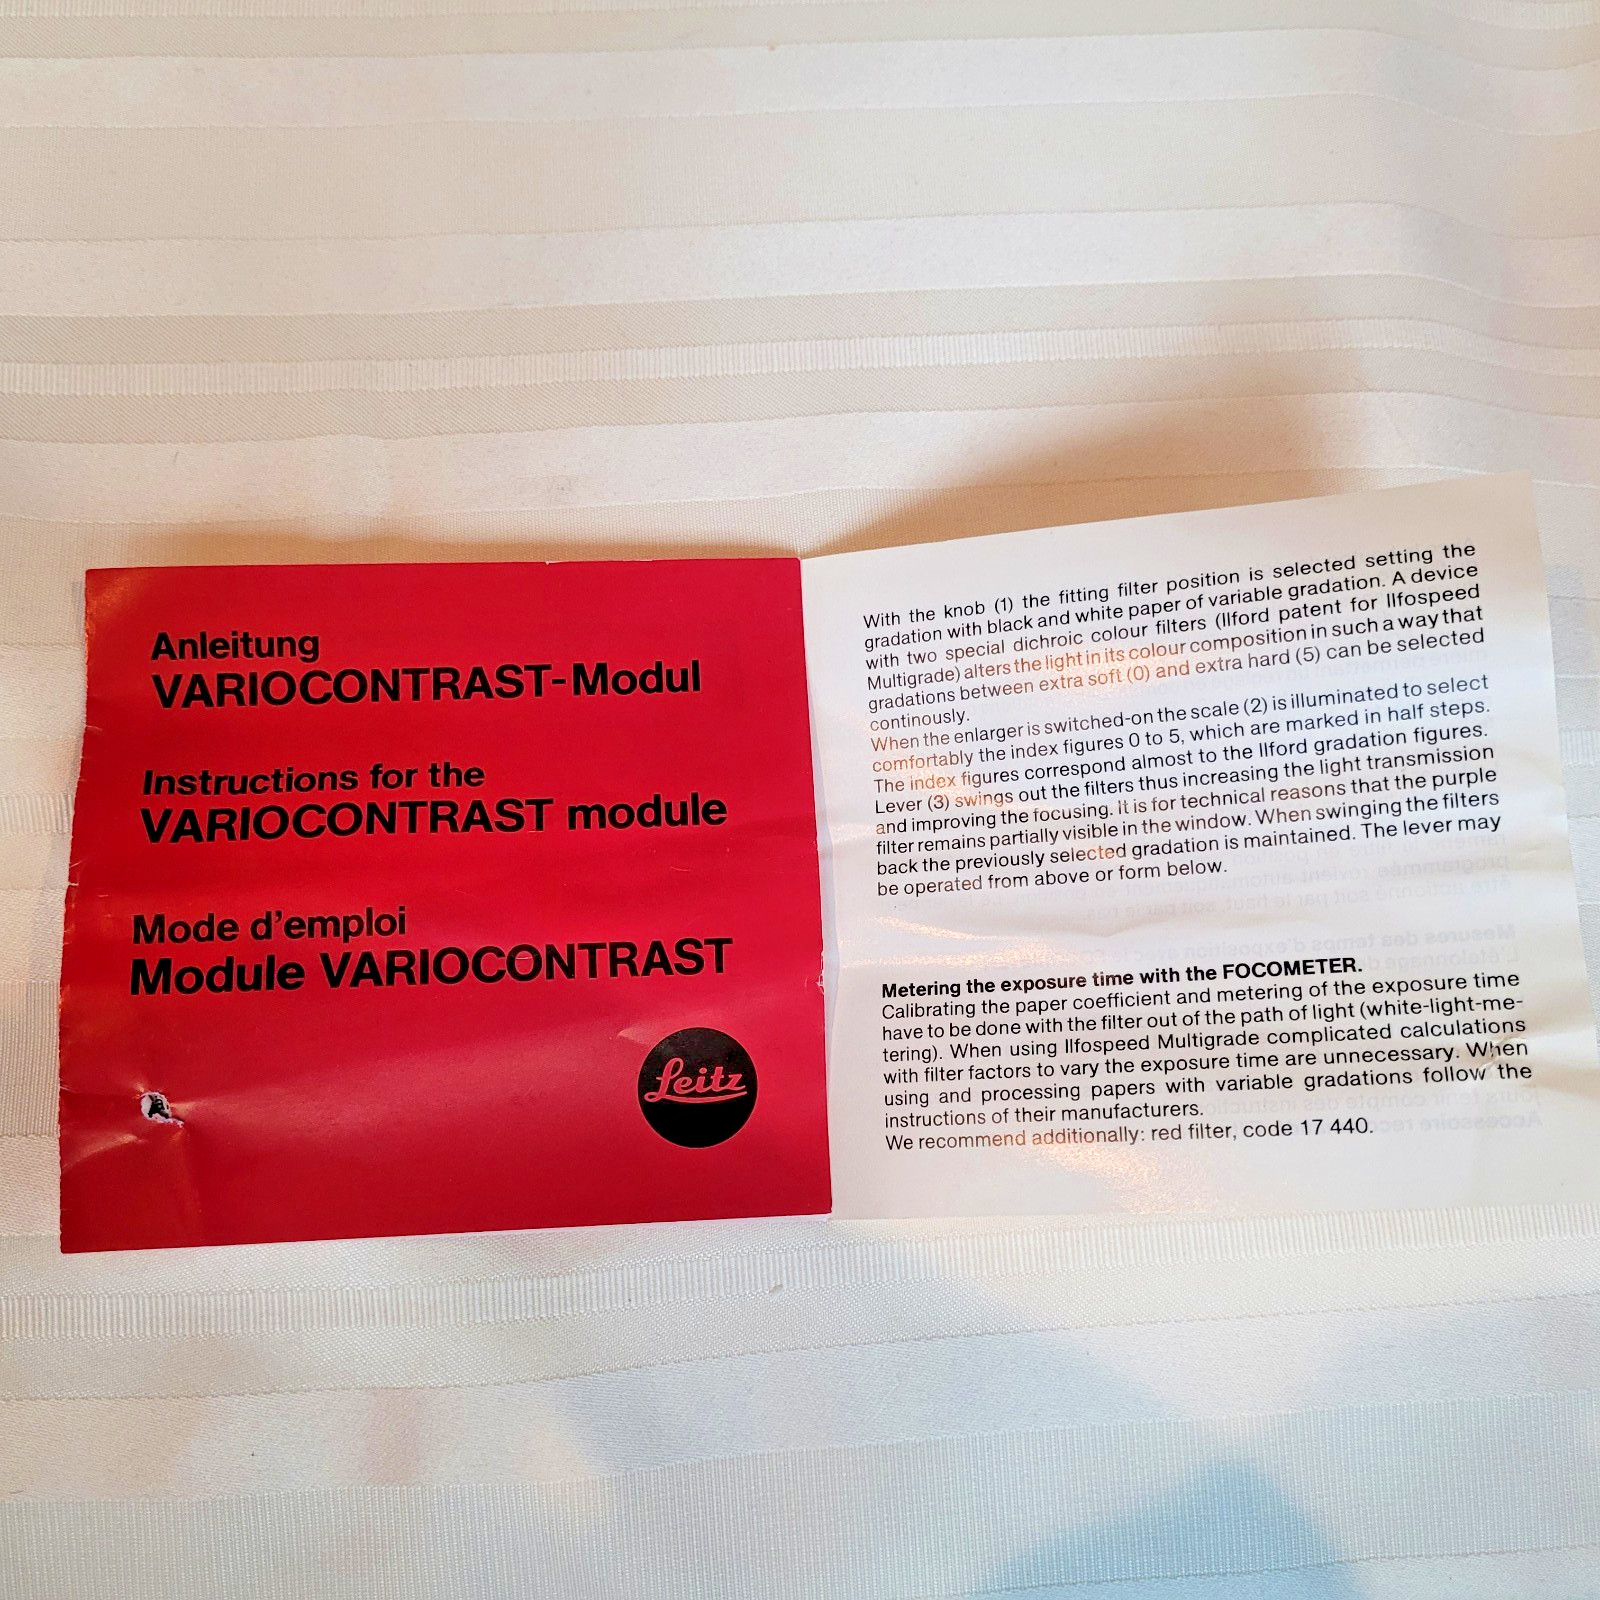 Anleitung
VARIOCONTRAST-Modul
Instructions for the
VARIOCONTRAST module
Mode d'emploi
Module VARIOCONTRAST
Leitz
With the knob (1) the fitting filter position is selected setting the
gradation with black and white paper of variable gradation. A device
with two special dichroic colour filters (Ilford patent for Ilfospeed
Multigrade) alters the light in its colour composition in such a way that
gradations between extra soft (0) and extra hard (5) can be selected
continously.
When the enlarger is switched-on the scale (2) is illuminated to select
comfortably the index figures 0 to 5, which are marked in half steps.
The index figures correspond almost to the Ilford gradation figures.
Lever (3) swings out the filters thus increasing the light transmission
and improving the focusing. It is for technical reasons that the purple
filter remains partially visible in the window. When swinging the filters
back the previously selected gradation is maintained. The lever may
be operated from above or form below.
Metering the exposure time with the FOCOMETER.
Calibrating the paper coefficient and metering of the exposure time
have to be done with the filter out of the path of light (white-light-me-
tering). When using Ilfospeed Multigrade complicated calculations
with filter factors to vary the exposure time are unnecessary. When
using and processing papers with variable gradations follow the
instructions of their manufacturers.
We recommend additionally: red filter, code 17 440.